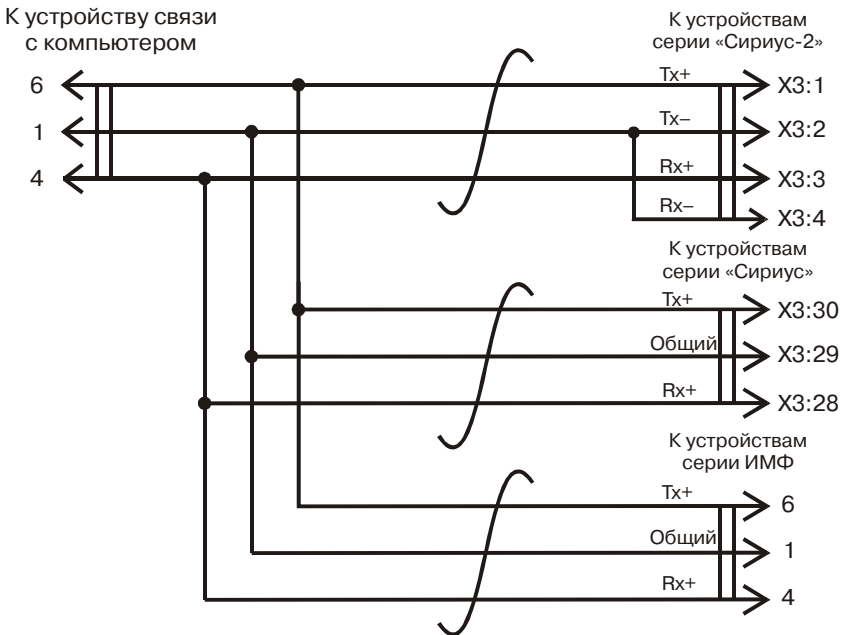 К устройству связи
с компьютером
6
1
4
К устройствам
серии «Сириус-2»
Tx+
X3:1
Tx–
X3:2
Rx+
X3:3
Rx–
X3:4
К устройствам
серии «Сириус»
Tx+
X3:30
Общий
X3:29
Rx+
X3:28
К устройствам
серии ИМФ
Tx+
6
Общий
1
Rx+
4